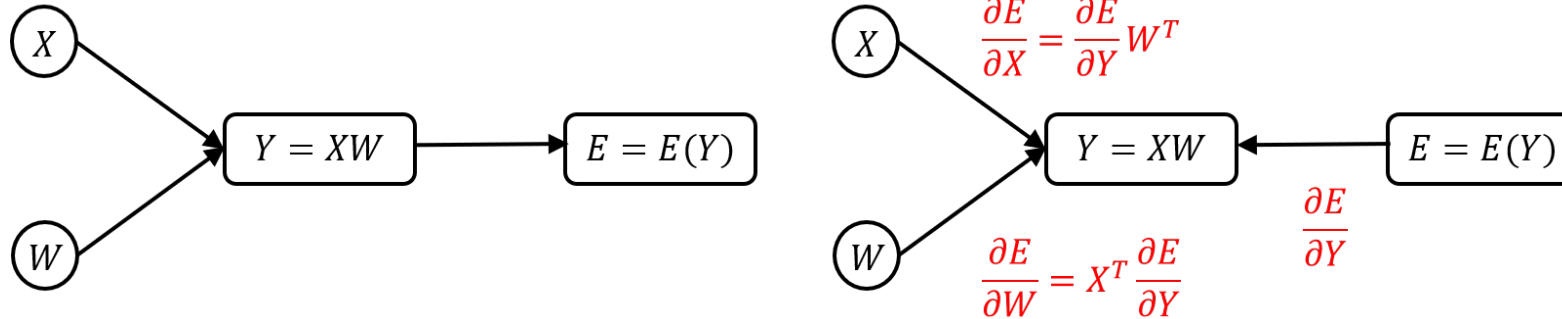 X
W
Y = XW
E = E(Y)
X
W
∂E/∂X = ∂E/∂Y W^T
Y = XW
E = E(Y)
∂E/∂Y
∂E/∂W = X^T ∂E/∂Y